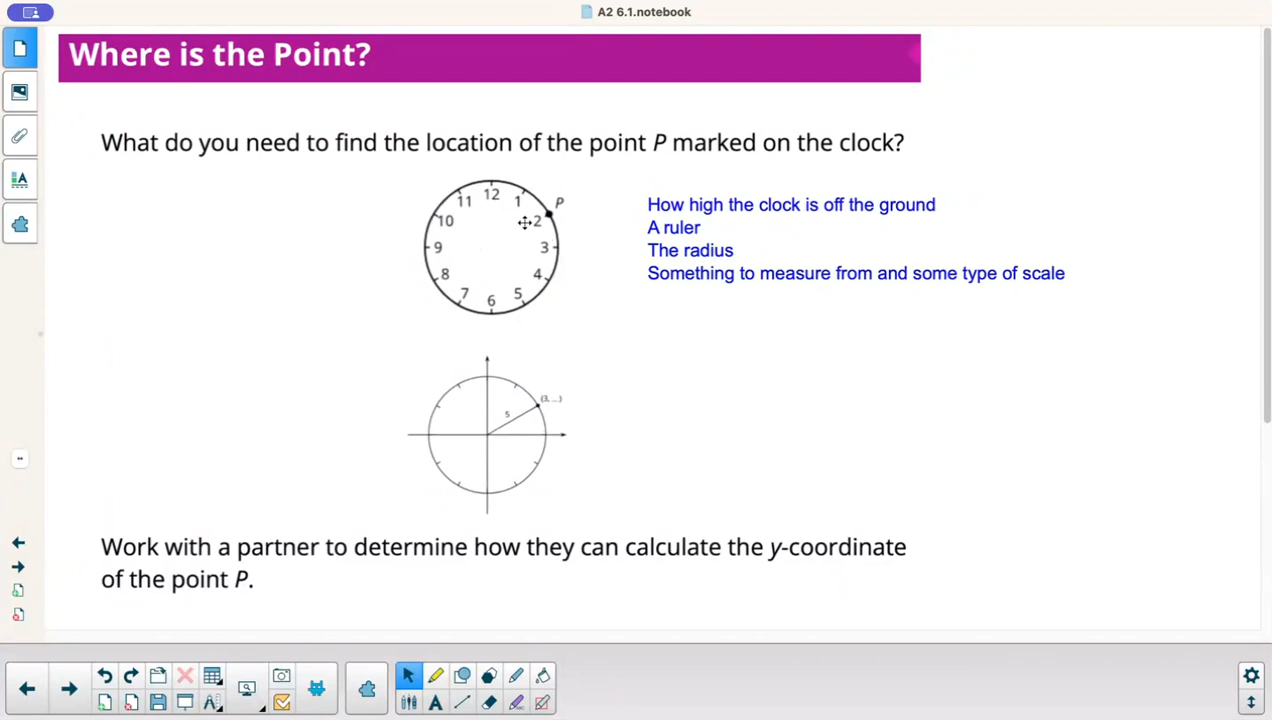 A2 6.1.notebook
Where is the Point?
What do you need to find the location of the point P marked on the clock?
12
11
1
P
10
2
9
3
8
4
7
5
6
How high the clock is off the ground
A ruler
The radius
Something to measure from and some type of scale
(3, ...)
5
Work with a partner to determine how they can calculate the y-coordinate
of the point P.